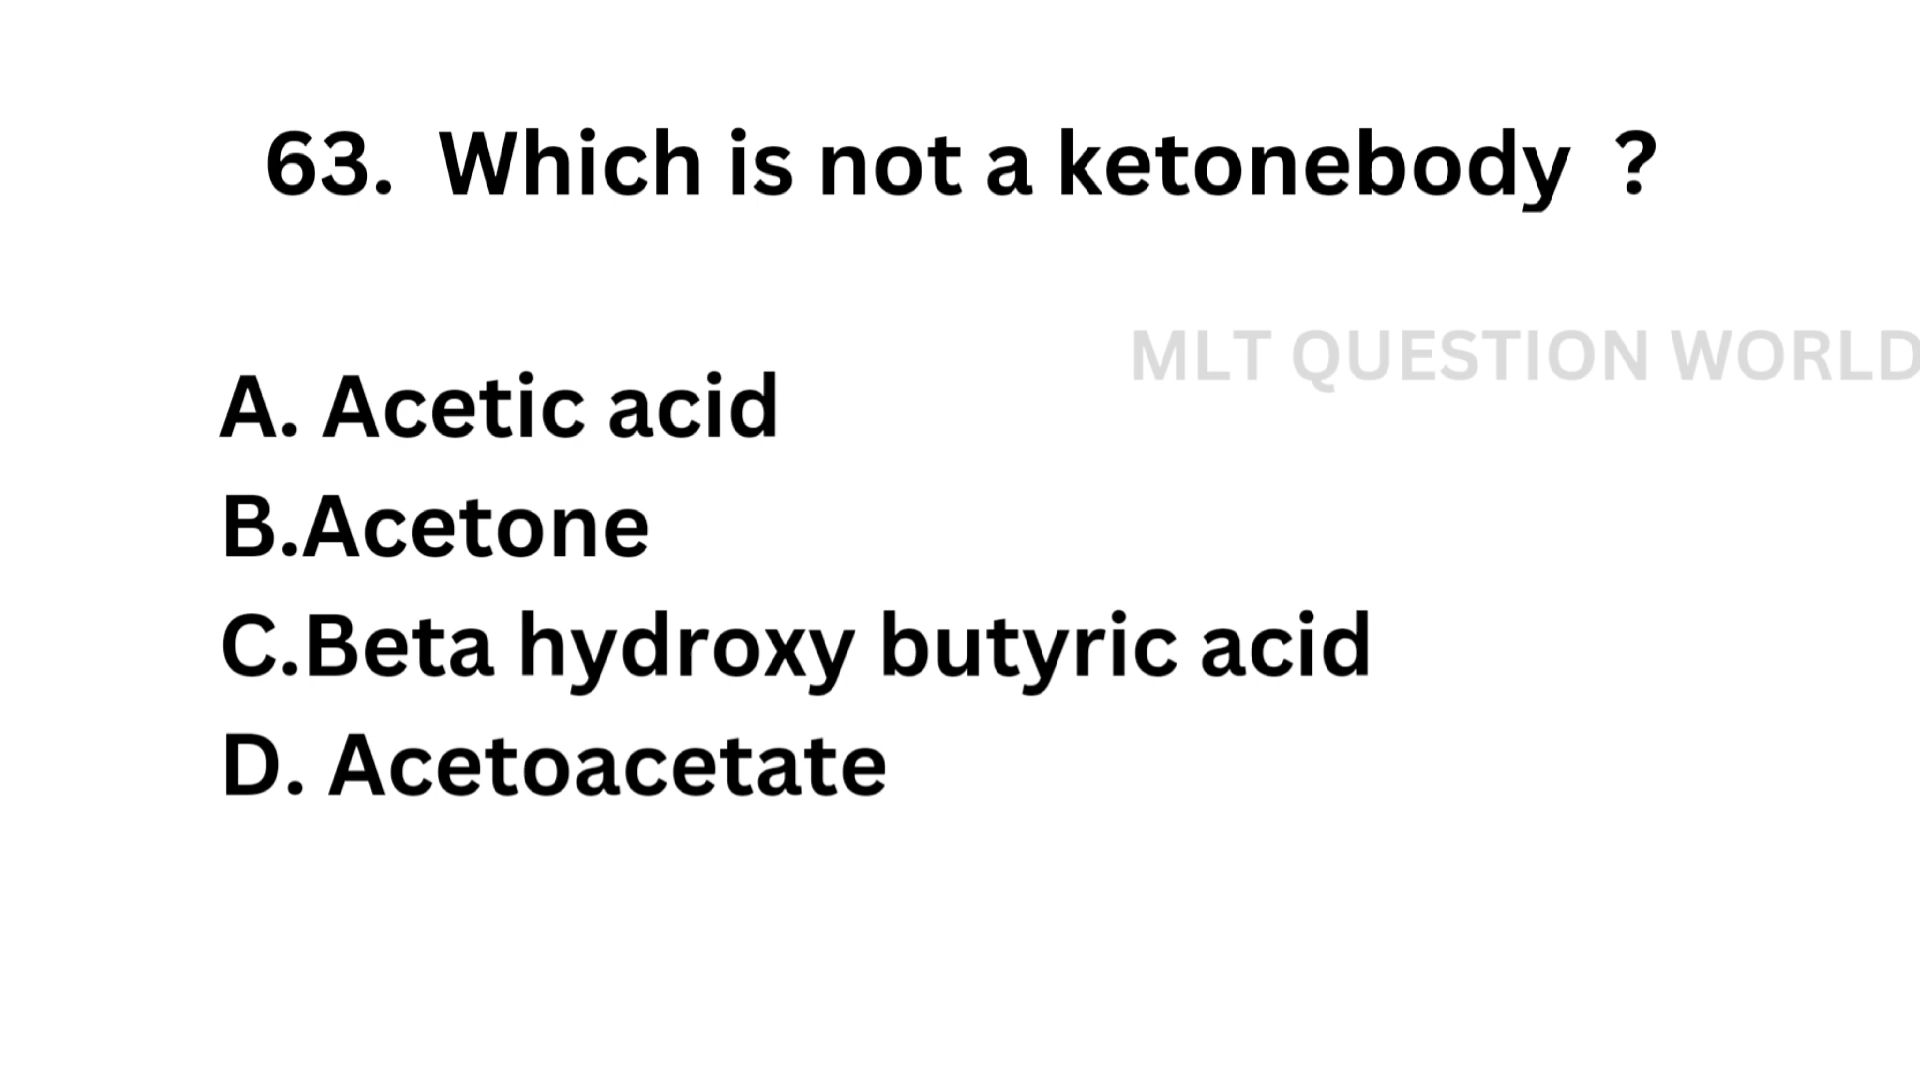 63. Which is not a ketonebody ?
MLT QUESTION WORLD
A. Acetic acid
B.Acetone
C.Beta hydroxy butyric acid
D. Acetoacetate